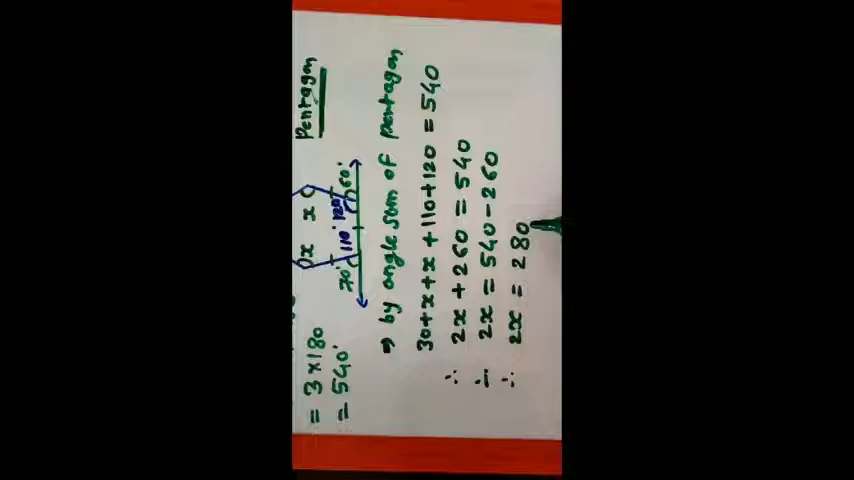 Pentagon
x x
70° 110° 120° 60°
= 3 x 180
= 540°
⇒ by angle sum of pentagon
30+x+x+110+120 = 540
∴ 2x + 260 = 540
∴ 2x = 540-260
∴ 2x = 280